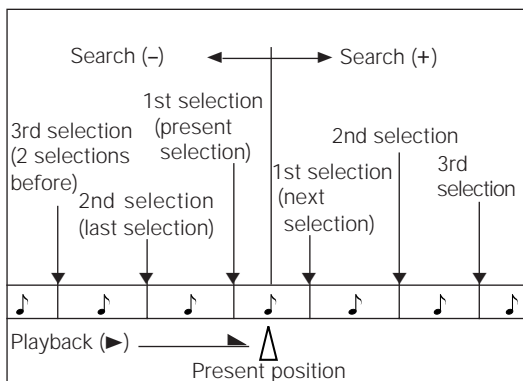 Search (–)
Search (+)
1st selection
(present
selection)
3rd selection
(2 selections
before)
2nd selection
(last selection)
2nd selection
1st selection
(next
selection)
3rd
selection
Playback (►)
Present position